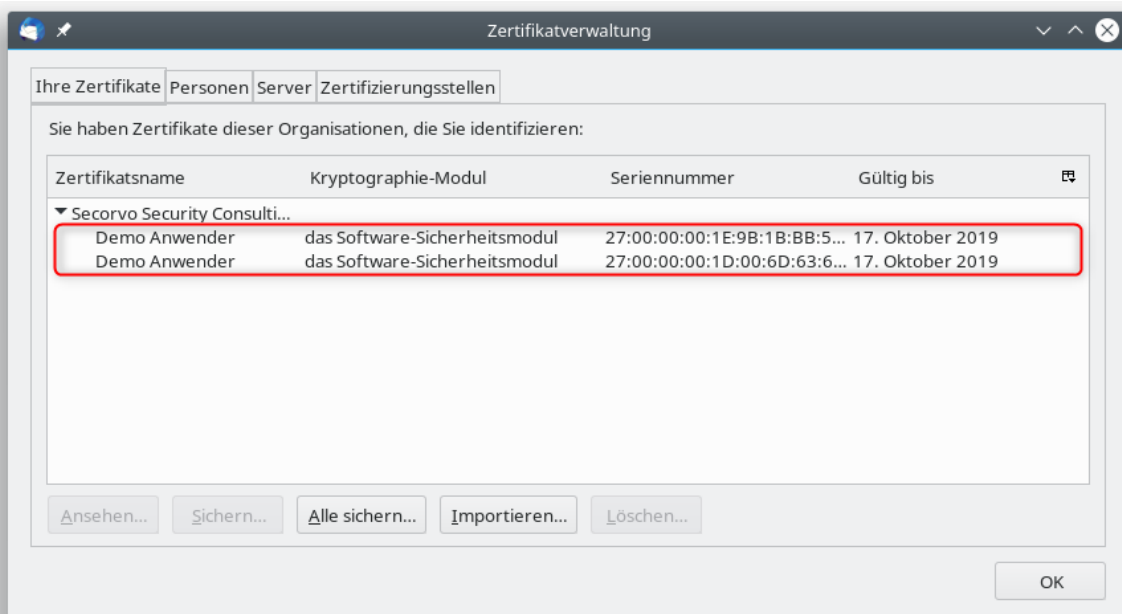 Zertifikatverwaltung
Ihre Zertifikate Personen Server Zertifizierungsstellen
Sie haben Zertifikate dieser Organisationen, die Sie identifizieren:
Zertifikatsname Kryptographie-Modul Seriennummer Gültig bis
Secorvo Security Consulti...
Demo Anwender das Software-Sicherheitsmodul 27:00:00:00:1E:9B:1B:BB:5... 17. Oktober 2019
Demo Anwender das Software-Sicherheitsmodul 27:00:00:00:1D:00:6D:63:6... 17. Oktober 2019
Ansehen... Sichern... Alle sichern... Importieren... Löschen...
OK